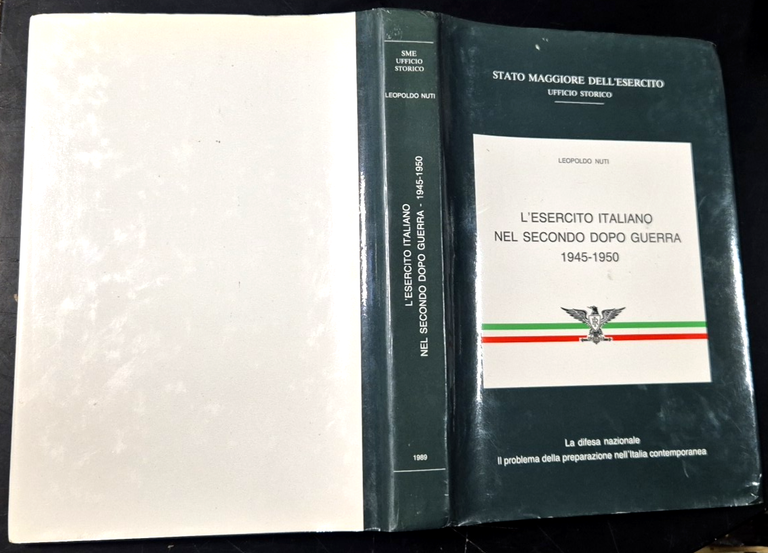 SME
UFFICIO
STORICO
LEOPOLDO NUTI
L'ESERCITO ITALIANO
NEL SECONDO DOPO GUERRA - 1945-1950
1989
STATO MAGGIORE DELL'ESERCITO
UFFICIO STORICO
LEOPOLDO NUTI
L'ESERCITO ITALIANO
NEL SECONDO DOPO GUERRA
1945-1950
La difesa nazionale
Il problema della preparazione nell'Italia contemporanea